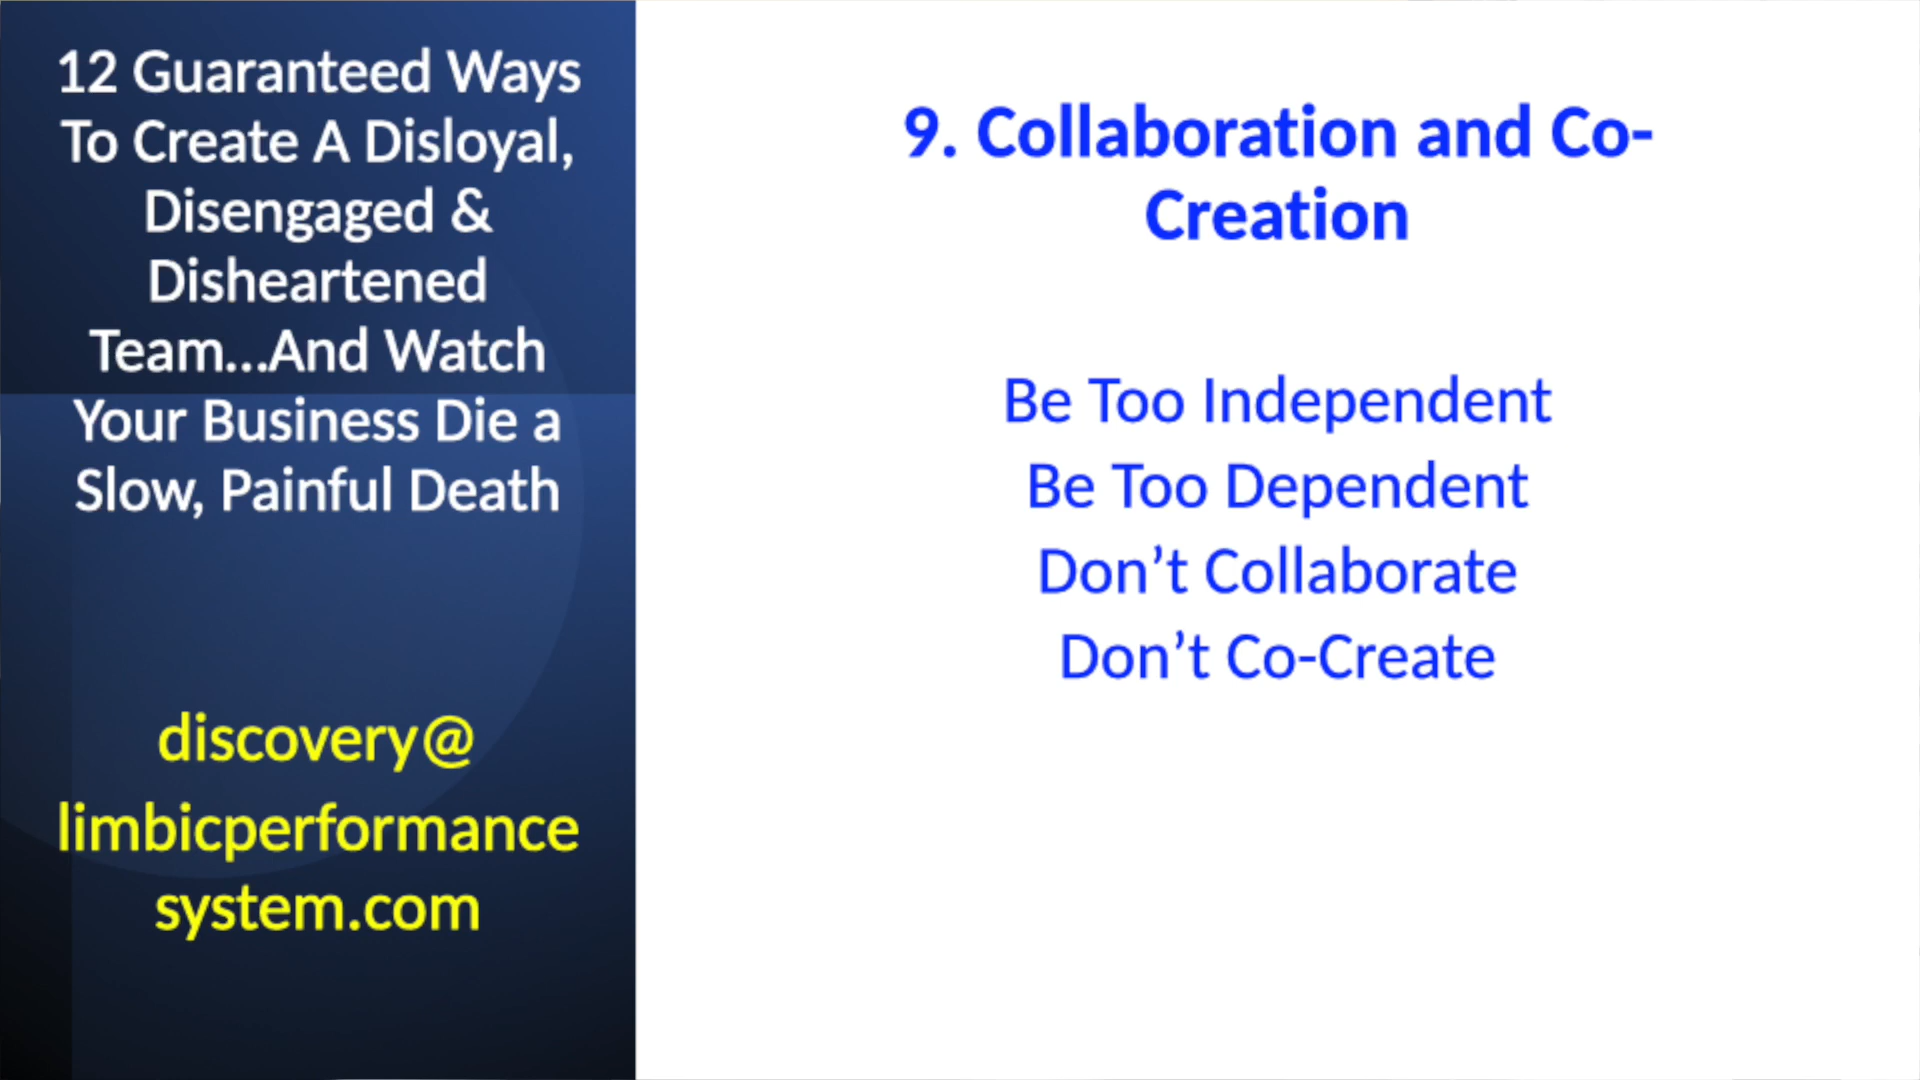 12 Guaranteed Ways
To Create A Disloyal,
Disengaged &
Disheartened
Team...And Watch
Your Business Die a
Slow, Painful Death
discovery@
limbicperformance
system.com
9. Collaboration and Co-
Creation
Be Too Independent
Be Too Dependent
Don’t Collaborate
Don’t Co-Create